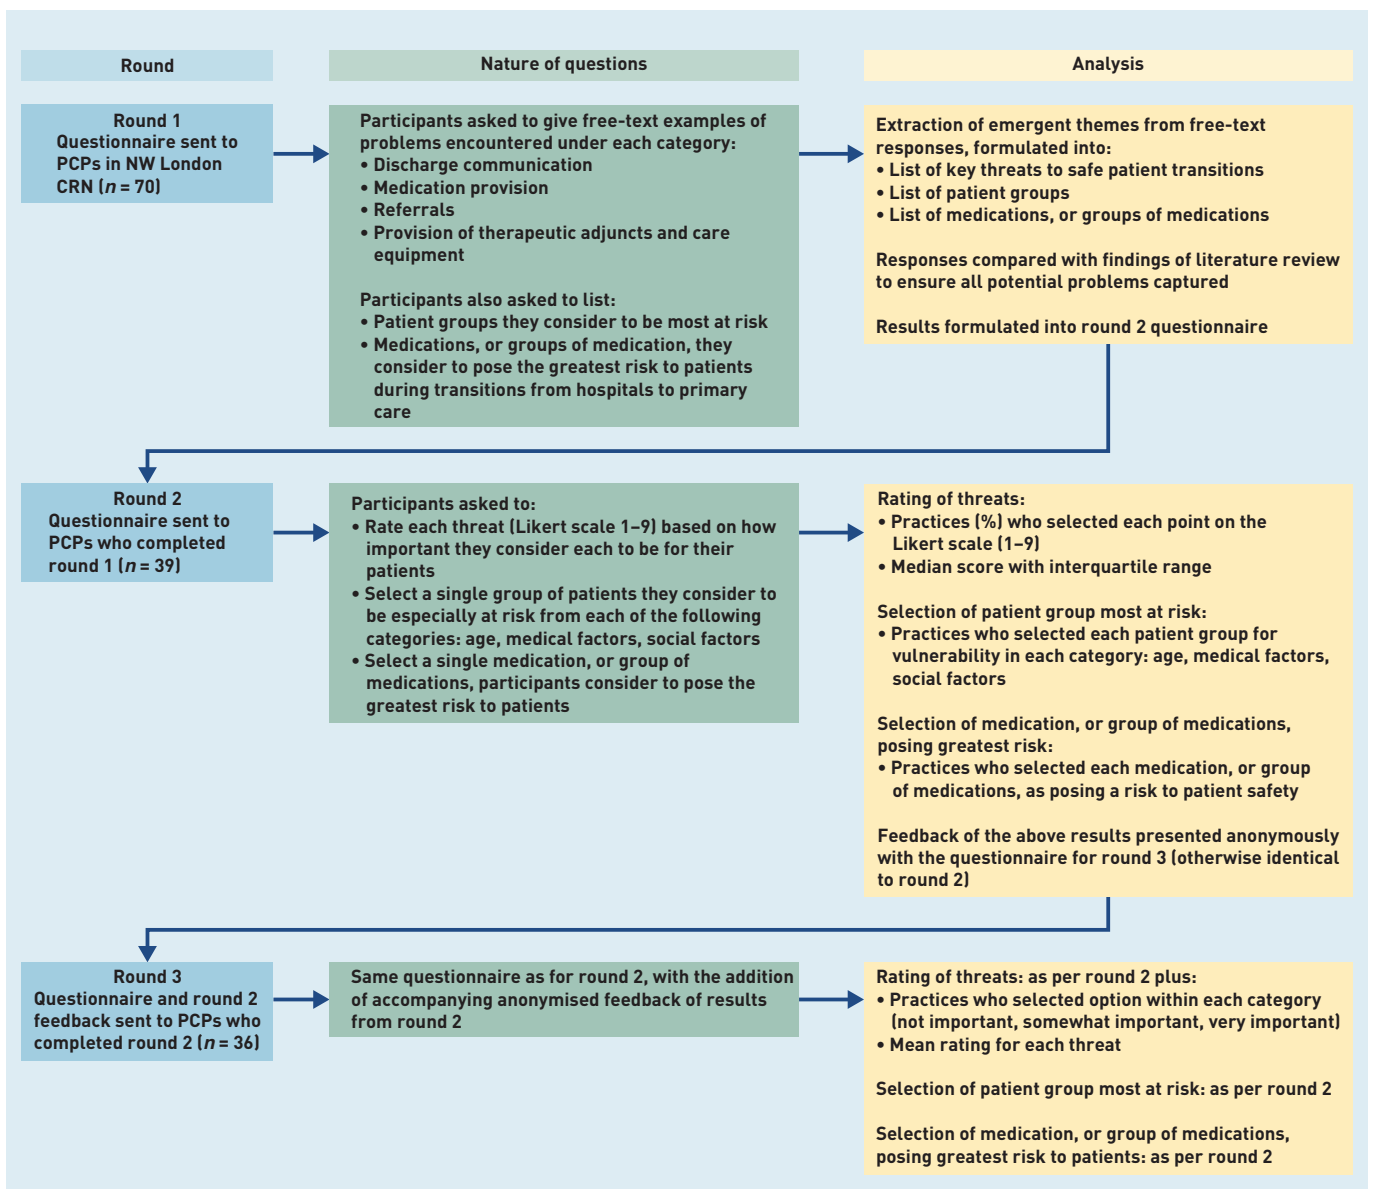 Round
Nature of questions
Analysis
Round 1
Questionnaire sent to
PCPs in NW London
CRN (n = 70)
Participants asked to give free-text examples of
problems encountered under each category:
• Discharge communication
• Medication provision
• Referrals
• Provision of therapeutic adjuncts and care
equipment
Participants also asked to list:
• Patient groups they consider to be most at risk
• Medications, or groups of medication, they
consider to pose the greatest risk to patients
during transitions from hospitals to primary
care
Extraction of emergent themes from free-text
responses, formulated into:
• List of key threats to safe patient transitions
• List of patient groups
• List of medications, or groups of medications
Responses compared with findings of literature review
to ensure all potential problems captured
Results formulated into round 2 questionnaire
Round 2
Questionnaire sent to
PCPs who completed
round 1 (n = 39)
Participants asked to:
• Rate each threat (Likert scale 1–9) based on how
important they consider each to be for their
patients
• Select a single group of patients they consider to
be especially at risk from each of the following
categories: age, medical factors, social factors
• Select a single medication, or group of
medications, participants consider to pose the
greatest risk to patients
Rating of threats:
• Practices (%) who selected each point on the
Likert scale (1–9)
• Median score with interquartile range
Selection of patient group most at risk:
• Practices who selected each patient group for
vulnerability in each category: age, medical factors,
social factors
Selection of medication, or group of medications,
posing greatest risk:
• Practices who selected each medication, or group
of medications, as posing a risk to patient safety
Feedback of the above results presented anonymously
with the questionnaire for round 3 (otherwise identical
to round 2)
Round 3
Questionnaire and round 2
feedback sent to PCPs who
completed round 2 (n = 36)
Same questionnaire as for round 2, with the addition
of accompanying anonymised feedback of results
from round 2
Rating of threats: as per round 2 plus:
• Practices who selected option within each category
(not important, somewhat important, very important)
• Mean rating for each threat
Selection of patient group most at risk: as per round 2
Selection of medication, or group of medications,
posing greatest risk to patients: as per round 2